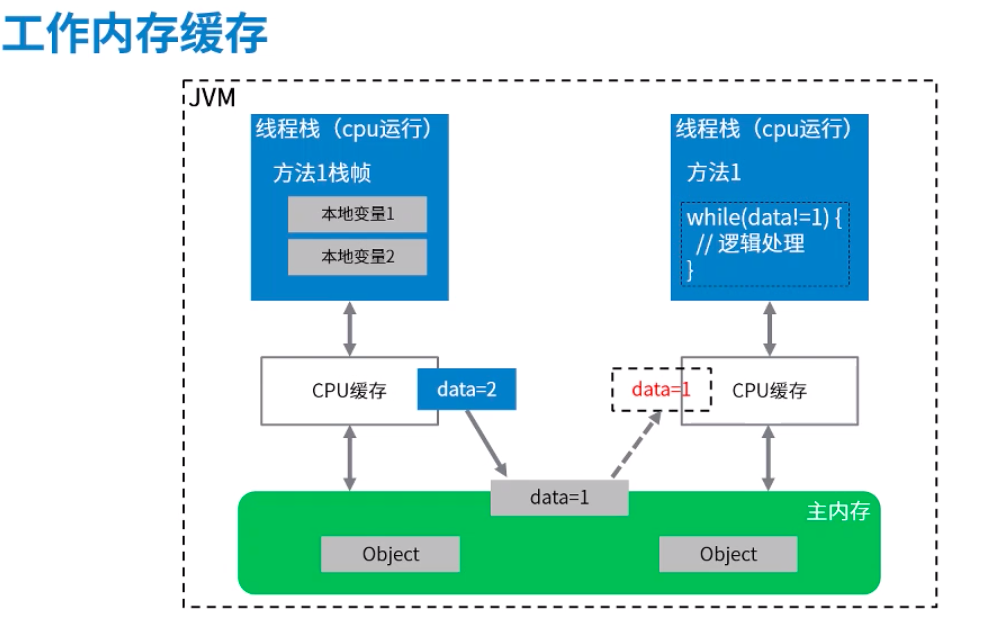 工作内存缓存
JVM
线程栈（cpu运行）
方法1栈帧
本地变量1
本地变量2
线程栈（cpu运行）
方法1
while(data!=1) {
// 逻辑处理
}
CPU缓存
data=2
data=1
CPU缓存
data=1
主内存
Object
Object